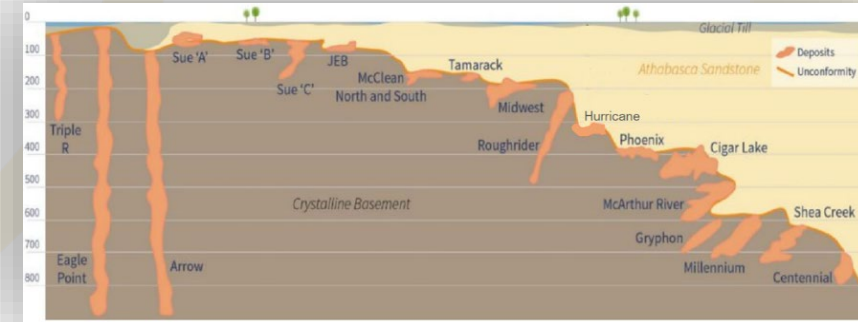 0
100
200
300
400
500
600
700
800
Glacial Till
Deposits
Unconformity
Athabasca Sandstone
Sue 'A'
Sue 'B'
JEB
Sue 'C'
McClean
North and South
Tamarack
Midwest
Hurricane
Triple
R
Roughrider
Phoenix
Cigar Lake
Crystalline Basement
McArthur River
Shea Creek
Gryphon
Eagle
Point
Arrow
Millennium
Centennial